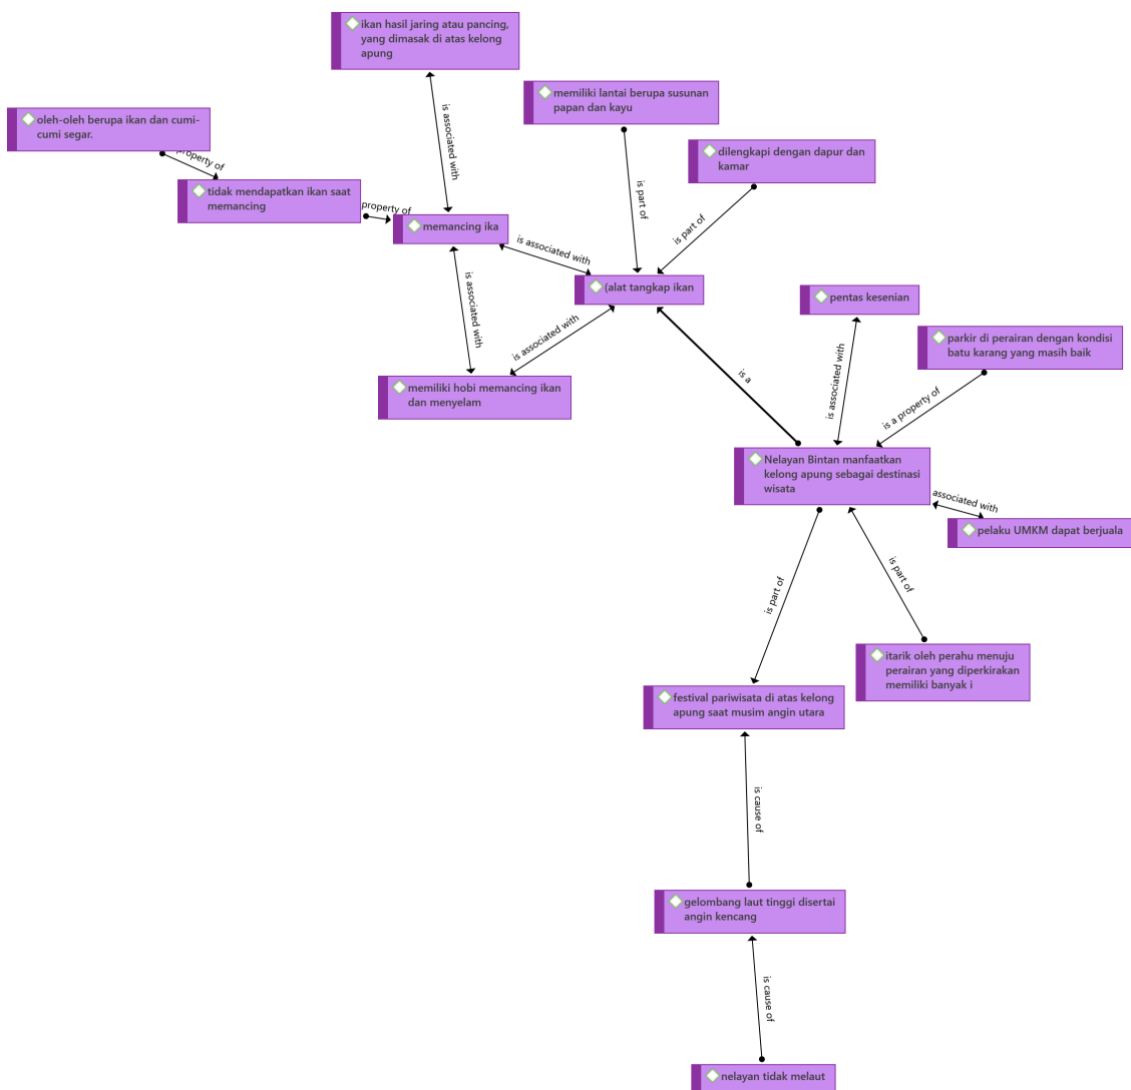 ikan hasil jaring atau pancing,
yang dimasak di atas kelong
apung
is associated with
memiliki lantai berupa susunan
papan dan kayu
oleh-oleh berupa ikan dan cumi-
cumi segar.
property of
dilengkapi dengan dapur dan
kamar
tidak mendapatkan ikan saat
memancing
property of
is part of
is part of
memancing ika
is associated with
(alat tangkap ikan
is associated with
is associated with
pentas kesenian
parkir di perairan dengan kondisi
batu karang yang masih baik
memiliki hobi memancing ikan
dan menyelam
is a
is associated with
is a property of
Nelayan Bintan manfaatkan
kelong apung sebagai destinasi
wisata
associated with
pelaku UMKM dapat berjuala
is part of
is part of
itarik oleh perahu menuju
perairan yang diperkirakan
memiliki banyak i
festival pariwisata di atas kelong
apung saat musim angin utara
is cause of
gelombang laut tinggi disertai
angin kencang
is cause of
nelayan tidak melaut